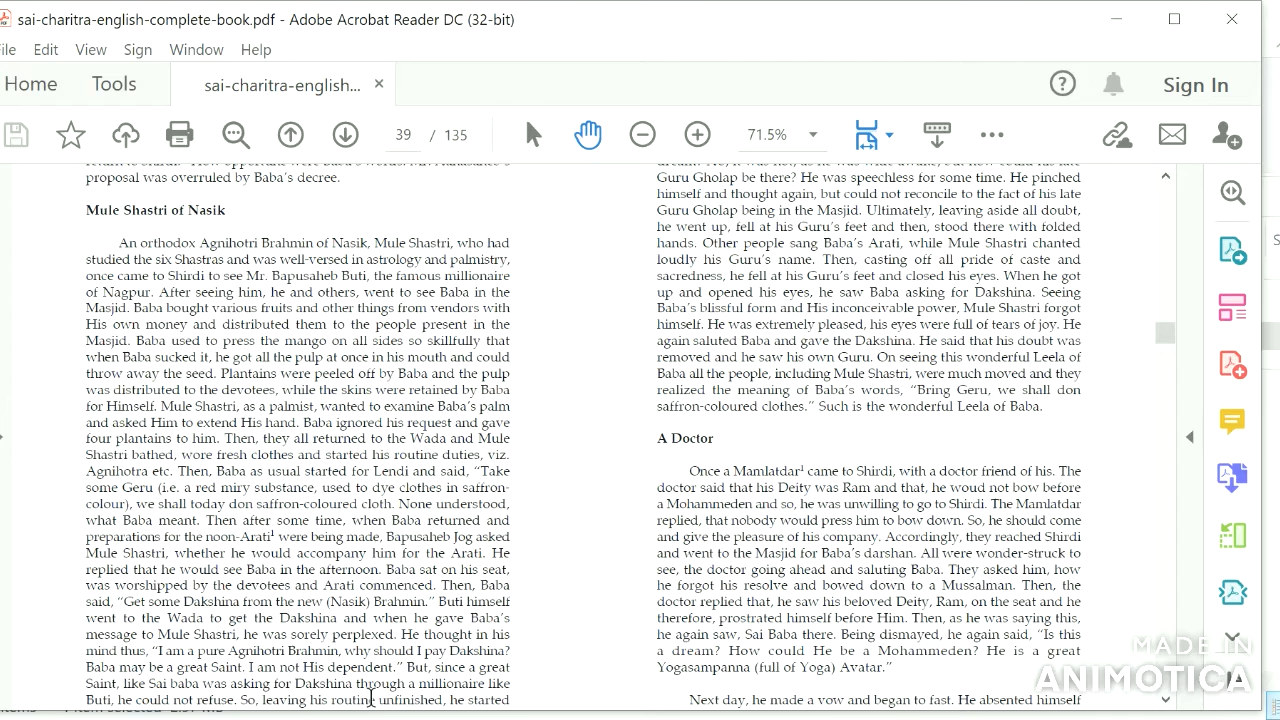 sai-charitra-english-complete-book.pdf - Adobe Acrobat Reader DC (32-bit)
File Edit View Sign Window Help
Home Tools sai-charitra-english... × Sign In
39 / 135 71.5%
proposal was overruled by Baba's decree.
Mule Shastri of Nasik
An orthodox Agnihotri Brahmin of Nasik, Mule Shastri, who had
studied the six Shastras and was well-versed in astrology and palmistry,
once came to Shirdi to see Mr. Bapusaheb Buti, the famous millionaire
of Nagpur. After seeing him, he and others, went to see Baba in the
Masjid. Baba bought various fruits and other things from vendors with
His own money and distributed them to the people present in the
Masjid. Baba used to press the mango on all sides so skillfully that
when Baba sucked it, he got all the pulp at once in his mouth and could
throw away the seed. Plantains were peeled off by Baba and the pulp
was distributed to the devotees, while the skins were retained by Baba
for Himself. Mule Shastri, as a palmist, wanted to examine Baba's palm
and asked Him to extend His hand. Baba ignored his request and gave
four plantains to him. Then, they all returned to the Wada and Mule
Shastri bathed, wore fresh clothes and started his routine duties, viz.
Agnihotra etc. Then, Baba as usual started for Lendi and said, "Take
some Geru (i.e. a red miry substance, used to dye clothes in saffron-
colour), we shall today don saffron-coloured cloth. None understood,
what Baba meant. Then after some time, when Baba returned and
preparations for the noon-Arati¹ were being made, Bapusaheb Jog asked
Mule Shastri, whether he would accompany him for the Arati. He
replied that he would see Baba in the afternoon. Baba sat on his seat,
was worshipped by the devotees and Arati commenced. Then, Baba
said, "Get some Dakshina from the new (Nasik) Brahmin." Buti himself
went to the Wada to get the Dakshina and when he gave Baba's
message to Mule Shastri, he was sorely perplexed. He thought in his
mind thus, "I am a pure Agnihotri Brahmin, why should I pay Dakshina?
Baba may be a great Saint. I am not His dependent." But, since a great
Saint, like Sai baba was asking for Dakshina through a millionaire like
Buti, he could not refuse. So, leaving his routine unfinished, he started
Guru Gholap be there? He was speechless for some time. He pinched
himself and thought again, but could not reconcile to the fact of his late
Guru Gholap being in the Masjid. Ultimately, leaving aside all doubt,
he went up, fell at his Guru's feet and then, stood there with folded
hands. Other people sang Baba's Arati, while Mule Shastri chanted
loudly his Guru's name. Then, casting off all pride of caste and
sacredness, he fell at his Guru's feet and closed his eyes. When he got
up and opened his eyes, he saw Baba asking for Dakshina. Seeing
Baba's blissful form and His inconceivable power, Mule Shastri forgot
himself. He was extremely pleased, his eyes were full of tears of joy. He
again saluted Baba and gave the Dakshina. He said that his doubt was
removed and he saw his own Guru. On seeing this wonderful Leela of
Baba all the people, including Mule Shastri, were much moved and they
realized the meaning of Baba's words, "Bring Geru, we shall don
saffron-coloured clothes." Such is the wonderful Leela of Baba.
A Doctor
Once a Mamlatdar¹ came to Shirdi, with a doctor friend of his. The
doctor said that his Deity was Ram and that, he woud not bow before
a Mohammeden and so, he was unwilling to go to Shirdi. The Mamlatdar
replied, that nobody would press him to bow down. So, he should come
and give the pleasure of his company. Accordingly, they reached Shirdi
and went to the Masjid for Baba's darshan. All were wonder-struck to
see, the doctor going ahead and saluting Baba. They asked him, how
he forgot his resolve and bowed down to a Mussalman. Then, the
doctor replied that, he saw his beloved Deity, Ram, on the seat and he
therefore, prostrated himself before Him. Then, as he was saying this,
he again saw, Sai Baba there. Being dismayed, he again said, "Is this
a dream? How could He be a Mohammeden? He is a great
Yogasampanna (full of Yoga) Avatar."
Next day, he made a vow and began to fast. He absented himself
MADE IN
ANIMOTICA